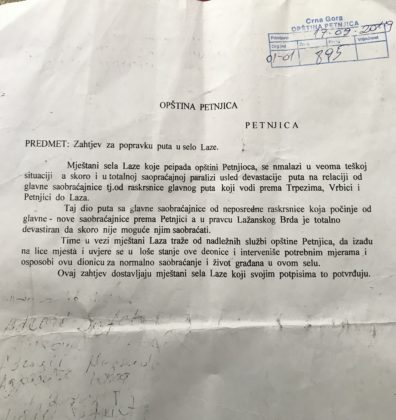 Crna Gora
OPŠTINA PETNJICA
17-09-2019
01-01
895
OPŠTINA PETNJICA
PETNJICA
PREDMET: Zahtjev za popravku puta u selo Laze.
Mještani sela Laze koje peipada opštini Petnjioca, se nmalazi u veoma teškoj
situaciji a skoro i u totalnoj saopraćajnoj paralizi usled devastacije puta na relaciji od
glavne saobraćajnice tj.od raskrsnice glavnog puta koji vodi prema Trpezima, Vrbici i
Petnjici do Laza.
Taj dio puta sa glavne saobraćajnice od neposredne raskrsnice koja počinje od
glavne - nove saobraćajnice prema Petnjici a u pravcu Lažanskog Brda je totalno
devastiran da skoro nije moguće njim saobraćati.
Time u vezi mještani Laza traže od nadležnih službi opštine Petnjica, da izađu
na lice mjesta i uvjere se u loše stanje ove deonice i interveniše potrebnim mjerama i
osposobi ovu dionicu za normalno saobraćanje i život građana u ovom selu.
Ovaj zahtjev dostavljaju mještani sela Laze koji svojim potpisima to potvrđuju.